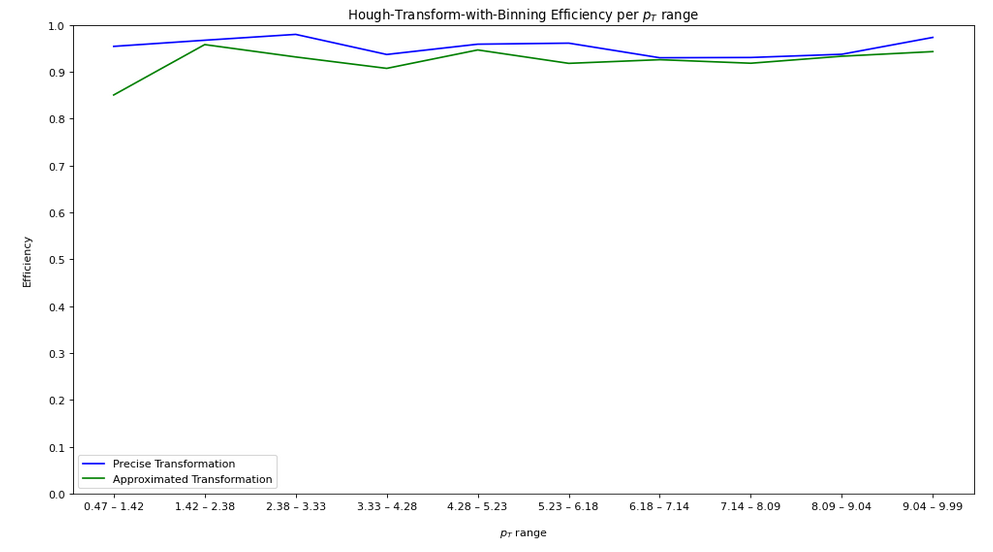 Hough-Transform-with-Binning Efficiency per pT range
1.0
0.9
0.8
0.7
0.6
0.5
0.4
0.3
0.2
0.1
0.0
Efficiency
Precise Transformation
Approximated Transformation
0.47 – 1.42 1.42 – 2.38 2.38 – 3.33 3.33 – 4.28 4.28 – 5.23 5.23 – 6.18 6.18 – 7.14 7.14 – 8.09 8.09 – 9.04 9.04 – 9.99
pT range